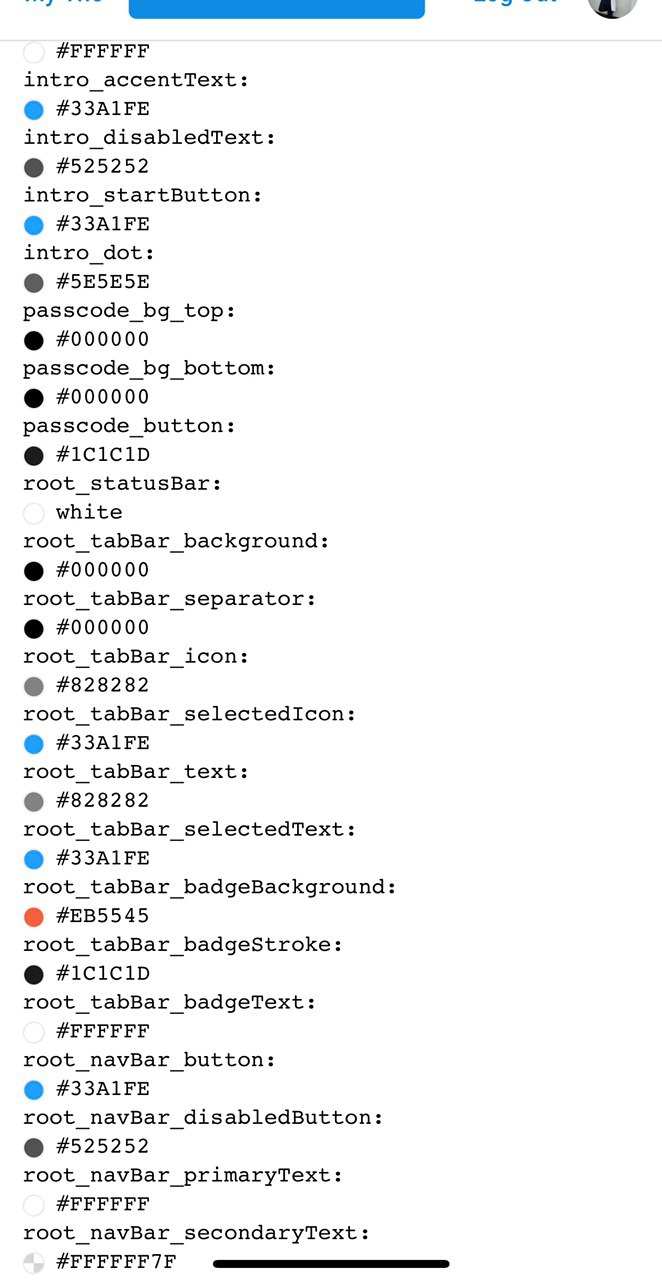 #FFFFFF
intro_accentText:
#33A1FE
intro_disabledText:
#525252
intro_startButton:
#33A1FE
intro_dot:
#5E5E5E
passcode_bg_top:
#000000
passcode_bg_bottom:
#000000
passcode_button:
#1C1C1D
root_statusBar:
white
root_tabBar_background:
#000000
root_tabBar_separator:
#000000
root_tabBar_icon:
#828282
root_tabBar_selectedIcon:
#33A1FE
root_tabBar_text:
#828282
root_tabBar_selectedText:
#33A1FE
root_tabBar_badgeBackground:
#EB5545
root_tabBar_badgeStroke:
#1C1C1D
root_tabBar_badgeText:
#FFFFFF
root_navBar_button:
#33A1FE
root_navBar_disabledButton:
#525252
root_navBar_primaryText:
#FFFFFF
root_navBar_secondaryText:
#FFFFFF7F